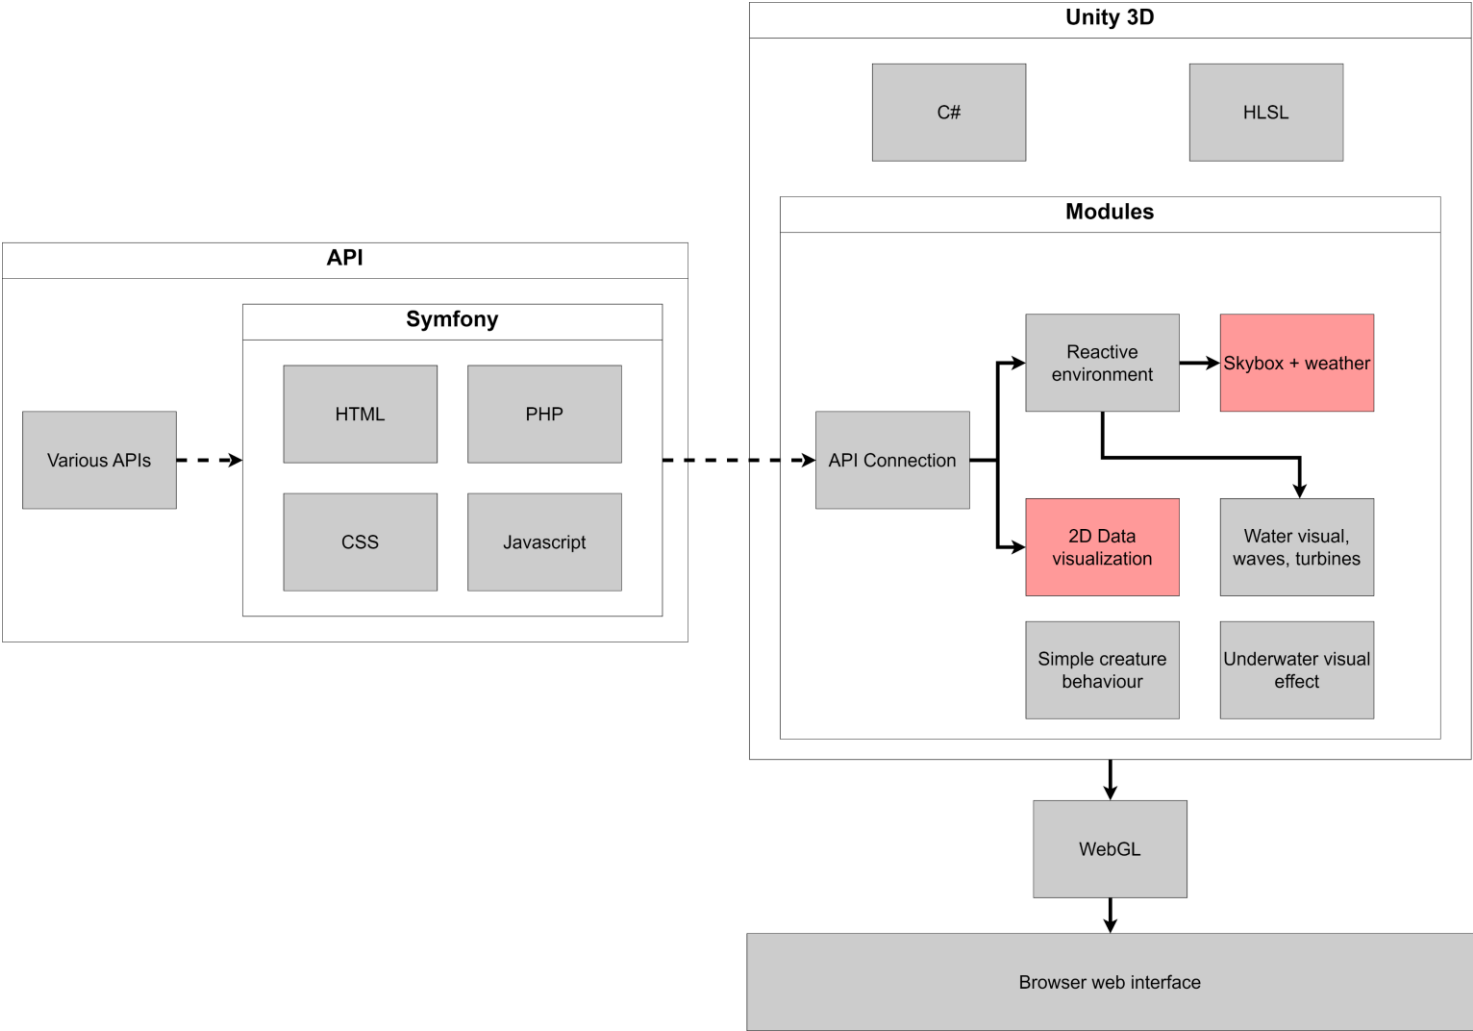 Unity 3D
C#
HLSL
Modules
API
Symfony
HTML
PHP
Various APIs
CSS
Javascript
API Connection
Reactive
environment
Skybox + weather
2D Data
visualization
Water visual,
waves, turbines
Simple creature
behaviour
Underwater visual
effect
WebGL
Browser web interface